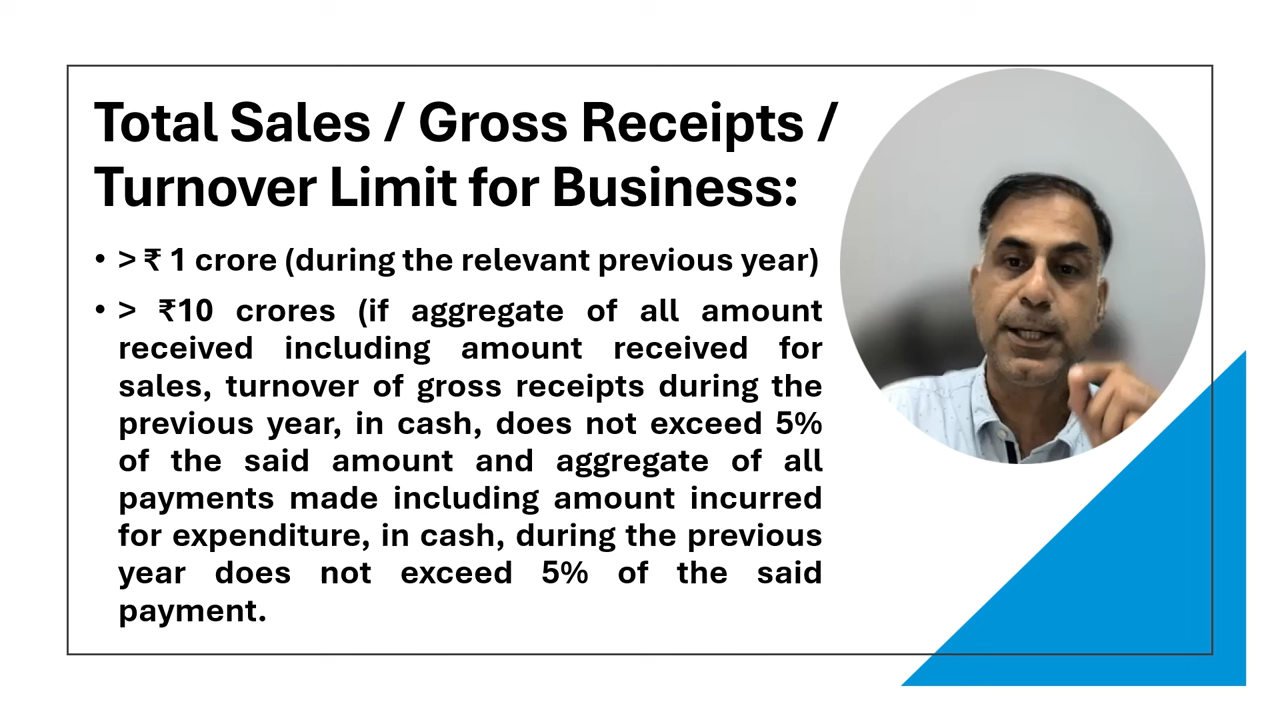 Total Sales / Gross Receipts /
Turnover Limit for Business:
• > ₹ 1 crore (during the relevant previous year)
• > ₹10 crores (if aggregate of all amount
received including amount received for
sales, turnover of gross receipts during the
previous year, in cash, does not exceed 5%
of the said amount and aggregate of all
payments made including amount incurred
for expenditure, in cash, during the previous
year does not exceed 5% of the said
payment.